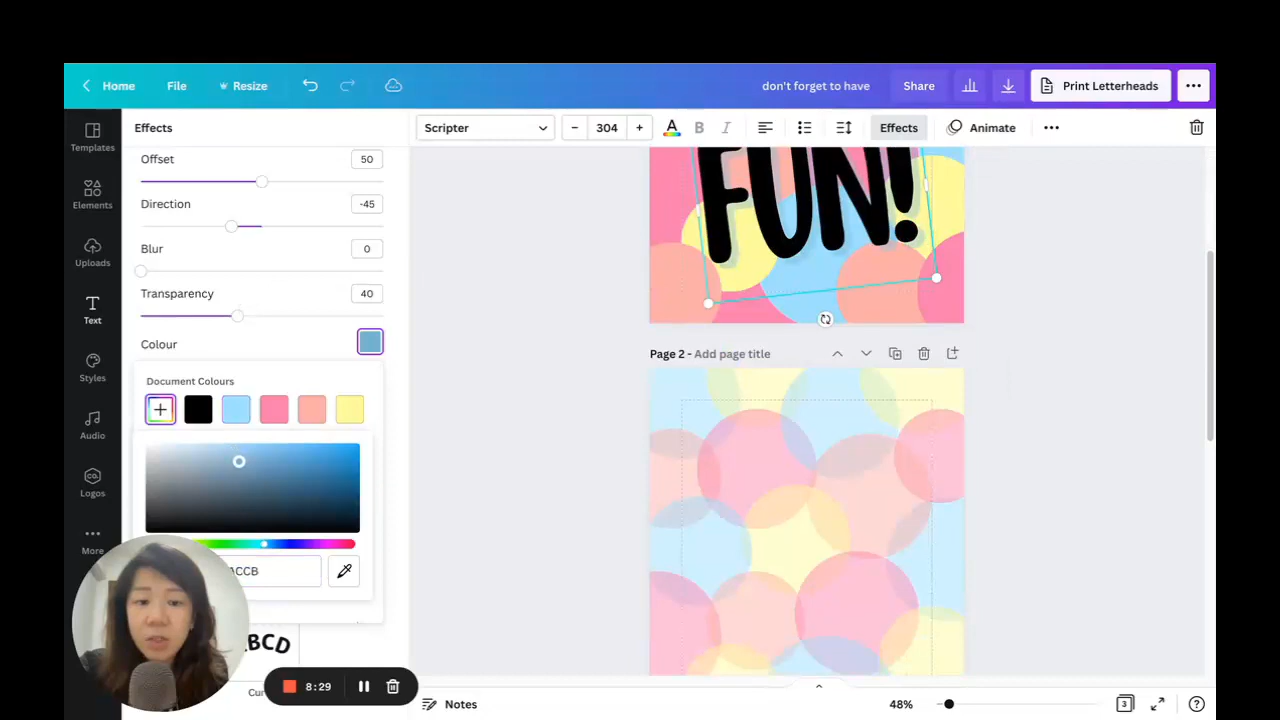 Home File Resize don't forget to have Share Print Letterheads
Effects Scripter 304 B I Effects Animate
Templates
Offset 50
FUN!
Elements
Direction -45
Uploads
Blur 0
Transparency 40
Text
Colour
Page 2 - Add page title
Styles
Document Colours
Audio
Logos
More
ACCB
BCD
Cur
8:29
Notes 48% 3